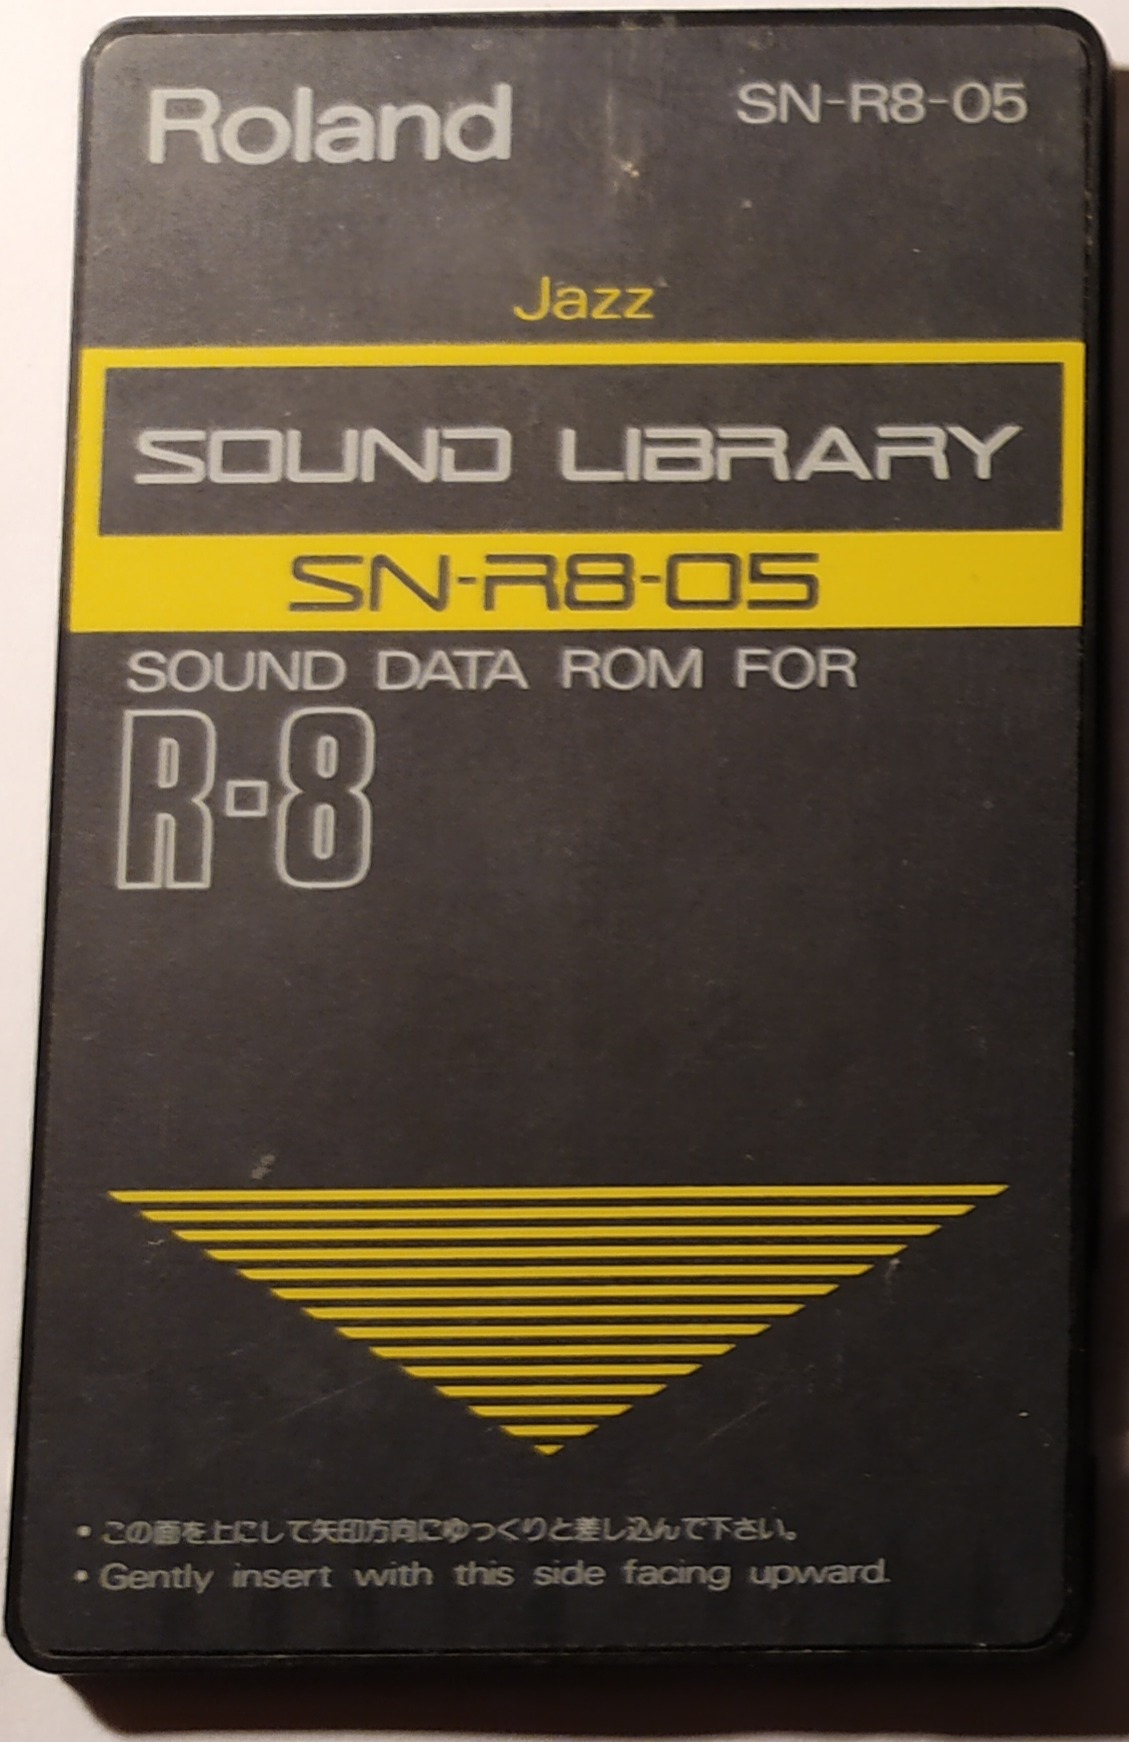 Roland
SN-R8-05
Jazz
SOUND LIBRARY
SN-R8-05
SOUND DATA ROM FOR
R-8
• この面を上にして矢印方向にゆっくりと差し込んで下さい。
• Gently insert with this side facing upward.